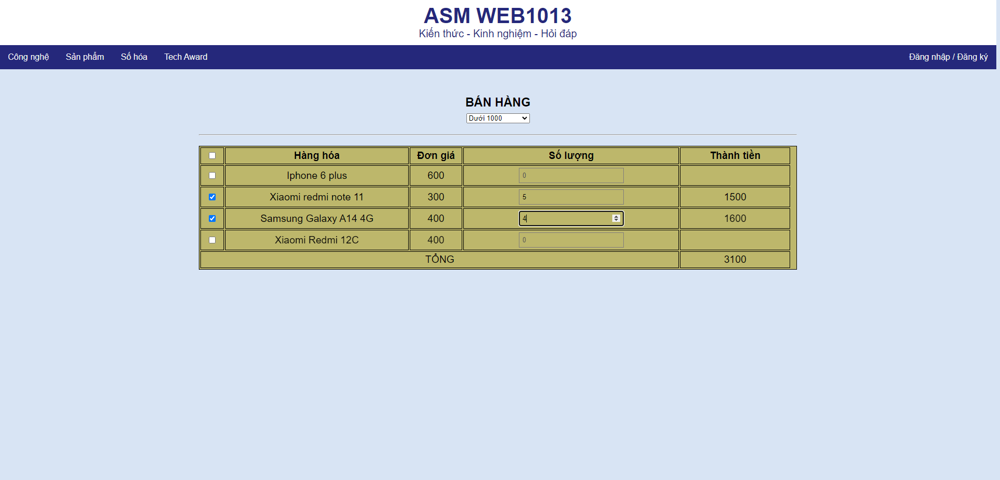 ASM WEB1013
Kiến thức - Kinh nghiệm - Hỏi đáp
Công nghệ Sản phẩm Số hóa Tech Award Đăng nhập / Đăng ký
BÁN HÀNG
Dưới 1000
Hàng hóa Đơn giá Số lượng Thành tiền
Iphone 6 plus 600 0
Xiaomi redmi note 11 300 5 1500
Samsung Galaxy A14 4G 400 4 1600
Xiaomi Redmi 12C 400 0
TỔNG 3100